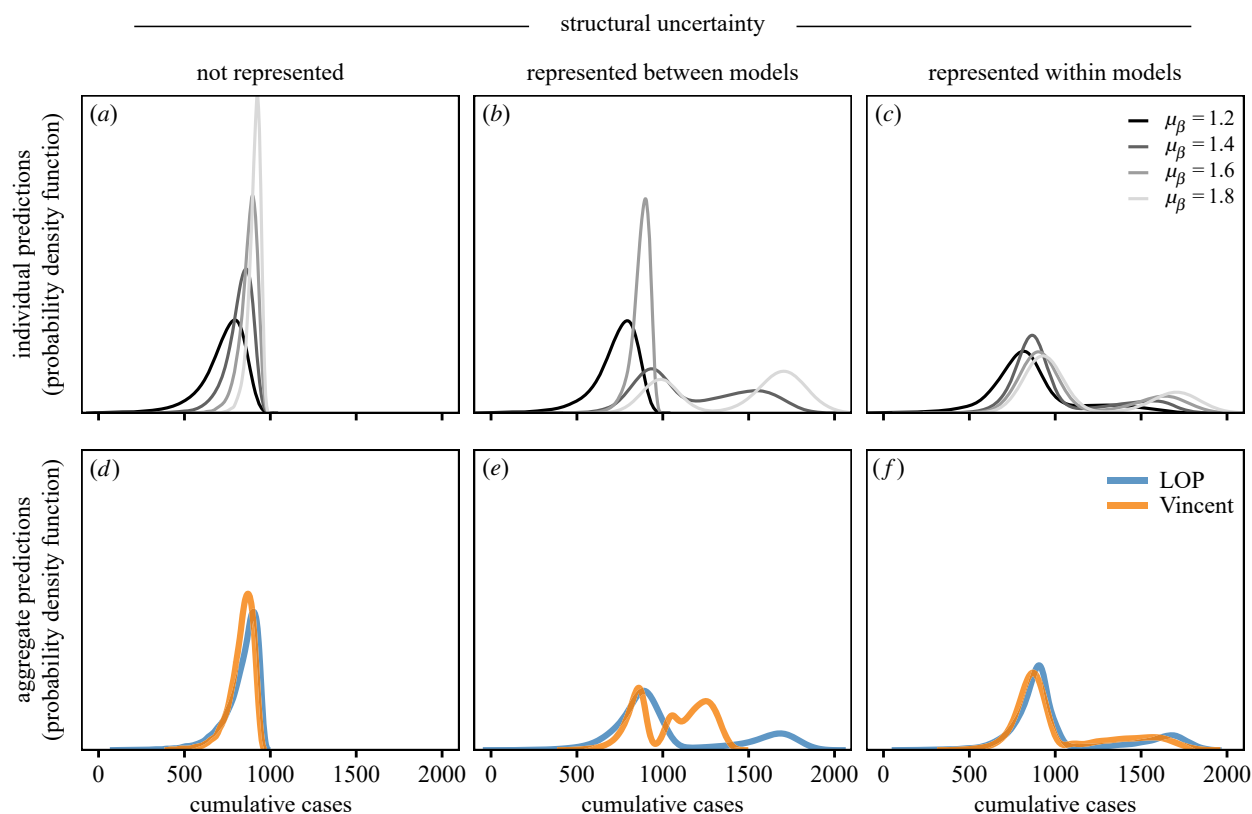 structural uncertainty
not represented
represented between models
represented within models
individual predictions
(probability density function)
(a)
(b)
(c)
μβ = 1.2
μβ = 1.4
μβ = 1.6
μβ = 1.8
aggregate predictions
(probability density function)
(d)
(e)
(f)
LOP
Vincent
0 500 1000 1500 2000
0 500 1000 1500 2000
0 500 1000 1500 2000
cumulative cases
cumulative cases
cumulative cases